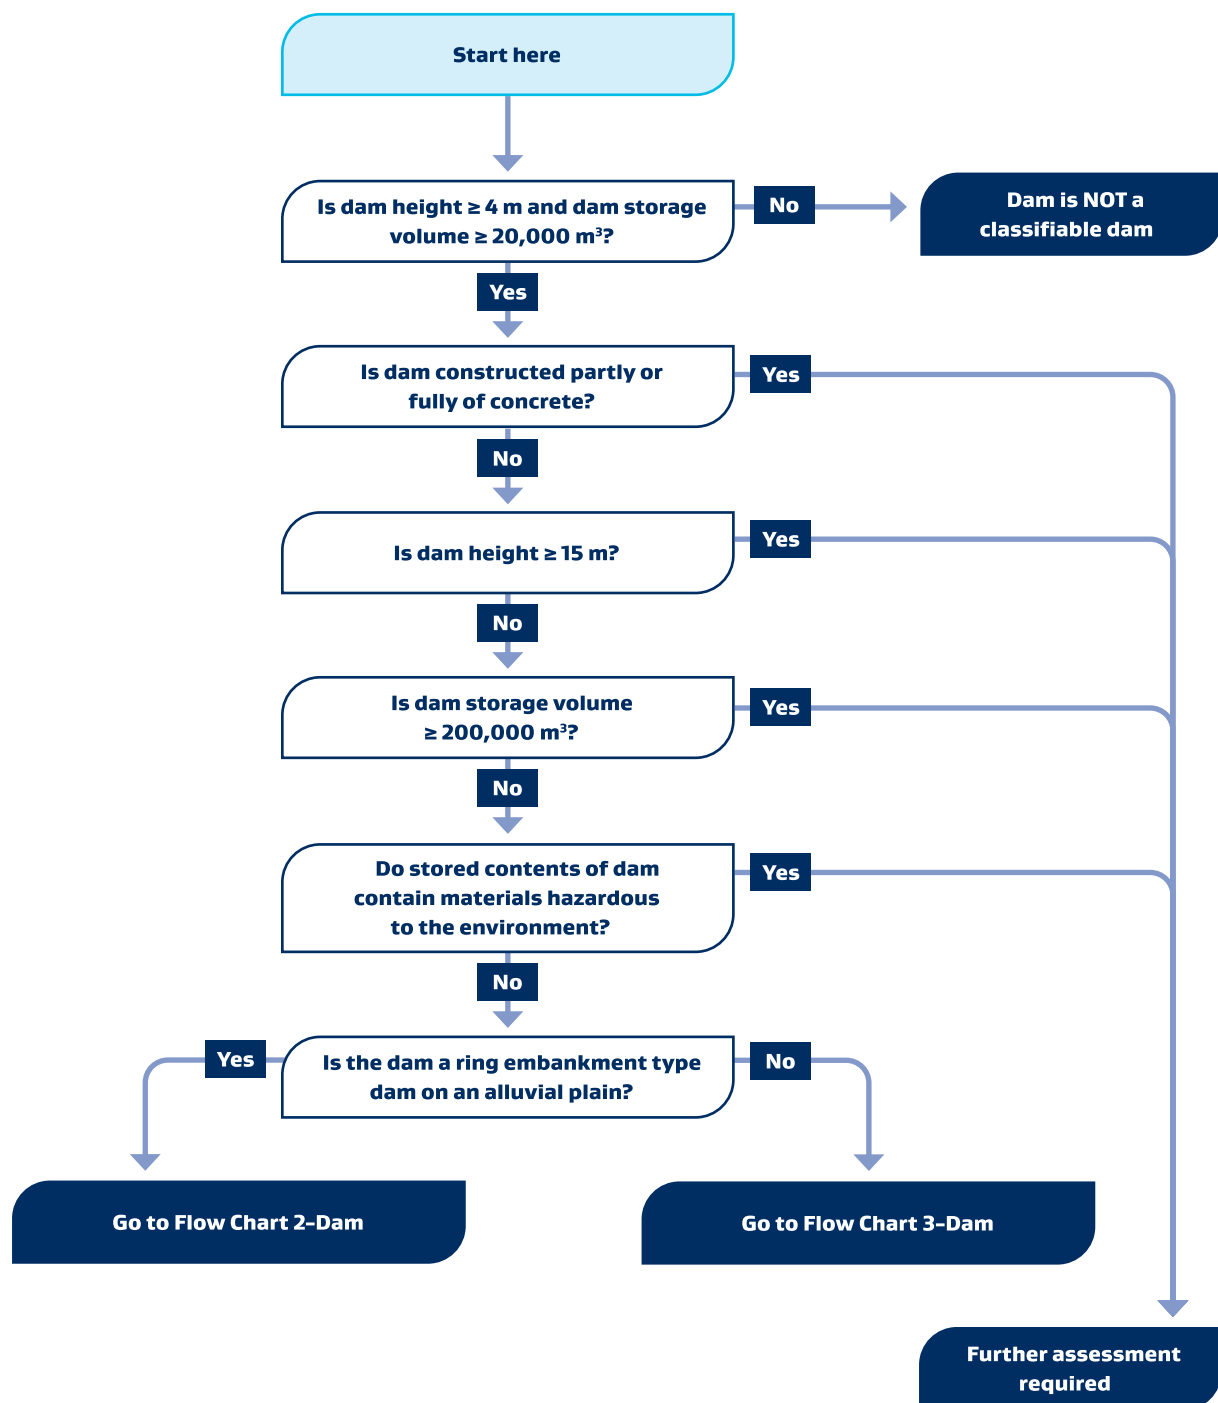 Start here
Is dam height ≥ 4 m and dam storage
volume ≥ 20,000 m³?
No
Dam is NOT a
classifiable dam
Yes
Is dam constructed partly or
fully of concrete?
Yes
No
Is dam height ≥ 15 m?
Yes
No
Is dam storage volume
≥ 200,000 m³?
Yes
No
Do stored contents of dam
contain materials hazardous
to the environment?
Yes
No
Yes
Is the dam a ring embankment type
dam on an alluvial plain?
No
Go to Flow Chart 2–Dam
Go to Flow Chart 3–Dam
Further assessment
required